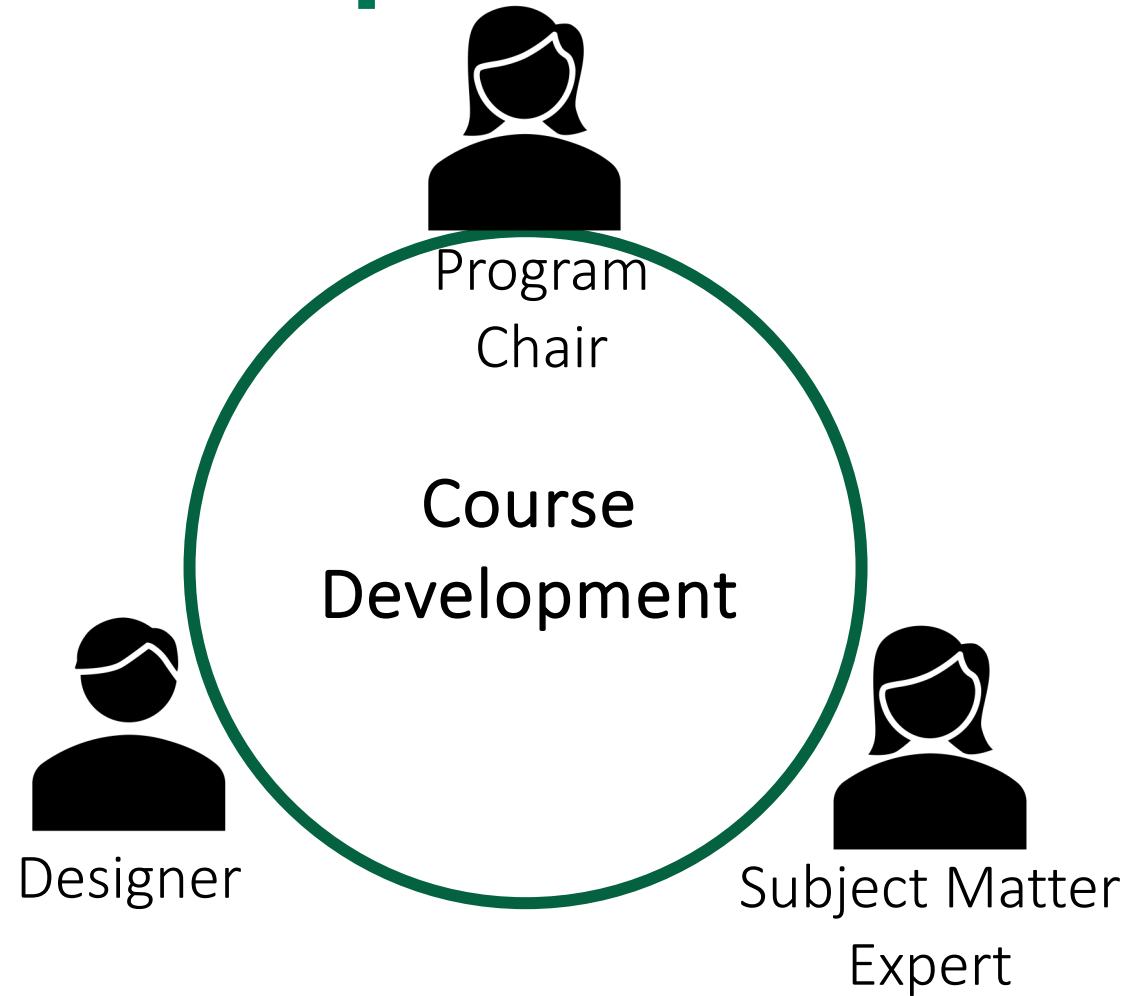 Program
Chair
Course
Development
Designer
Subject Matter
Expert